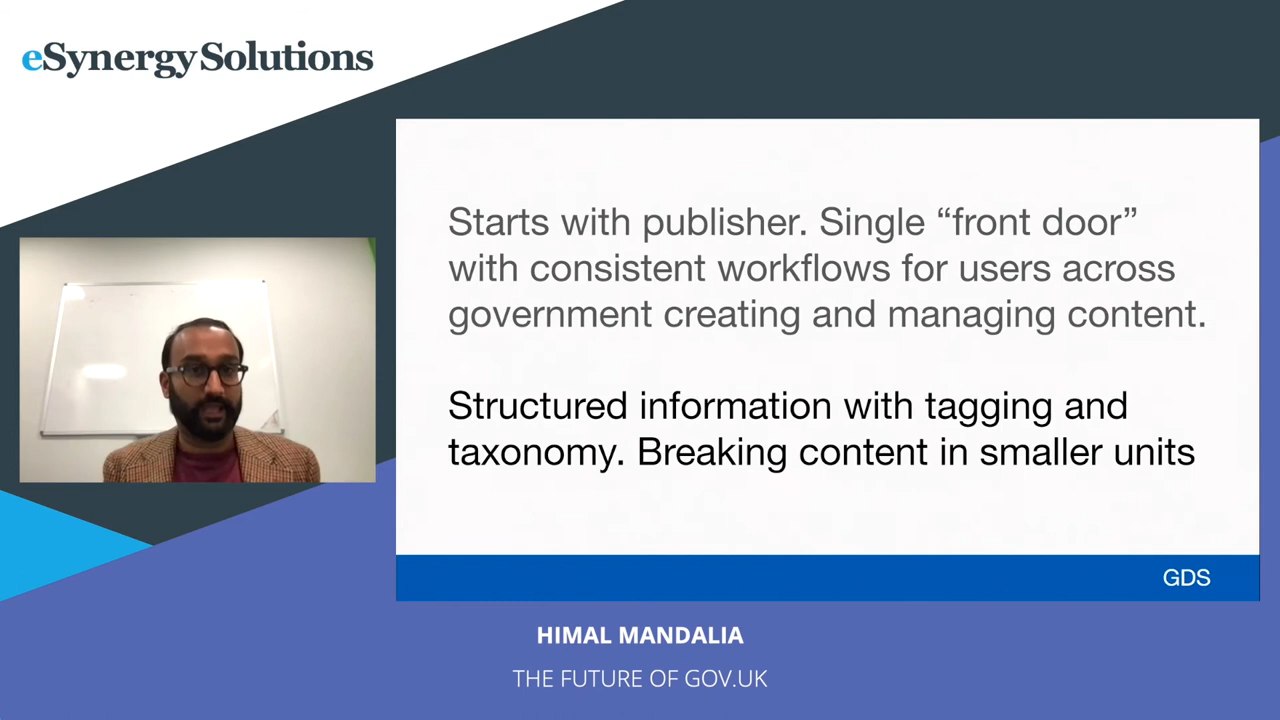 eSynergySolutions
Starts with publisher. Single “front door”
with consistent workflows for users across
government creating and managing content.
Structured information with tagging and
taxonomy. Breaking content in smaller units
GDS
HIMAL MANDALIA
THE FUTURE OF GOV.UK